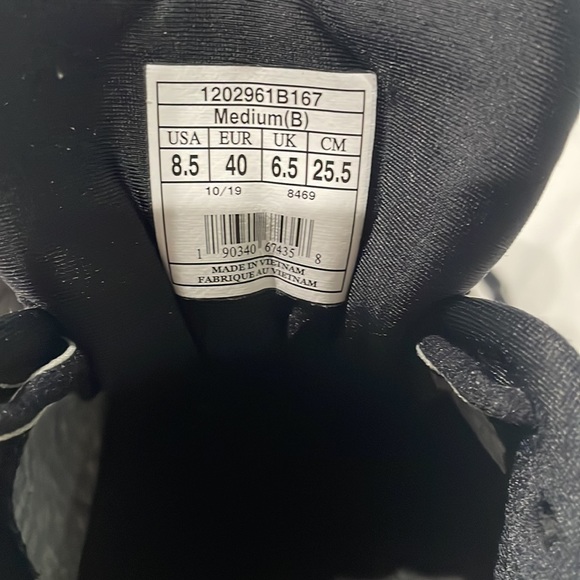 1202961B167
Medium(B)
USA EUR UK CM
8.5 40 6.5 25.5
10/19 8469
1 90340 67435 8
MADE IN VIETNAM
FABRIQUE AU VIETNAM